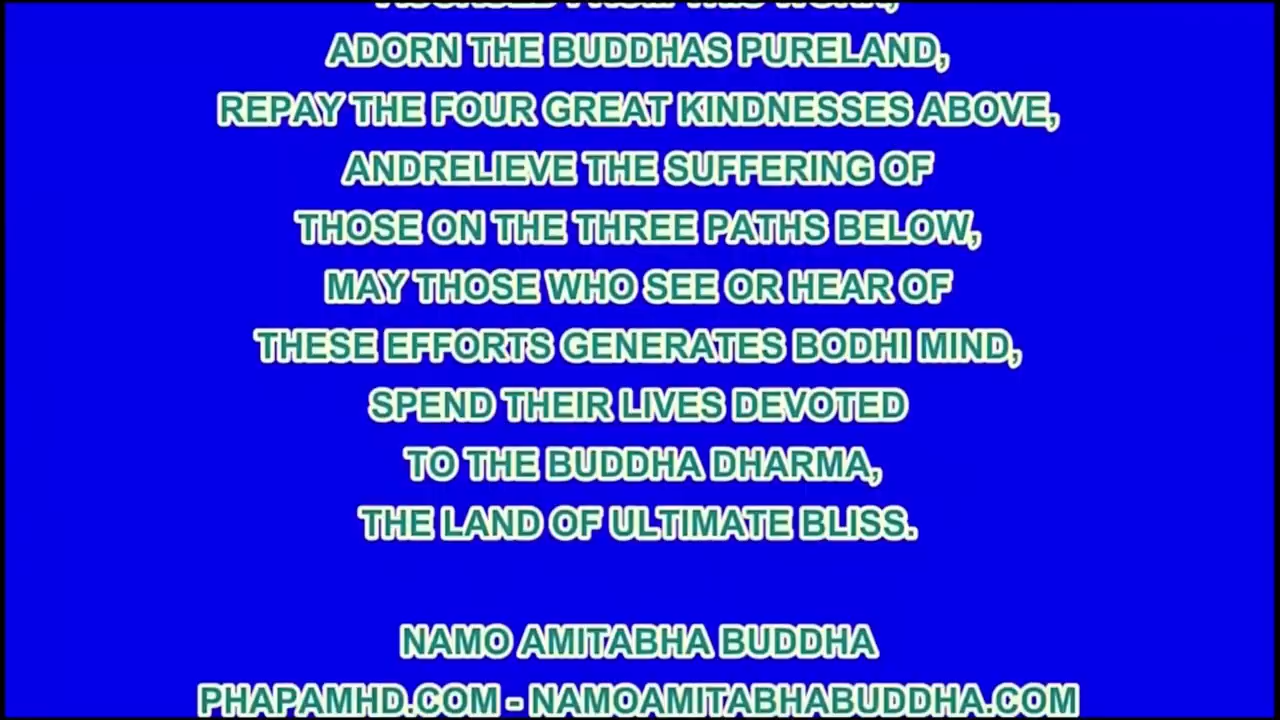 ADORN THE BUDDHAS PURELAND,
REPAY THE FOUR GREAT KINDNESSES ABOVE,
ANDRELIEVE THE SUFFERING OF
THOSE ON THE THREE PATHS BELOW,
MAY THOSE WHO SEE OR HEAR OF
THESE EFFORTS GENERATES BODHI MIND,
SPEND THEIR LIVES DEVOTED
TO THE BUDDHA DHARMA,
THE LAND OF ULTIMATE BLISS.
NAMO AMITABHA BUDDHA
PHAPAMHD.COM - NAMOAMITABHABUDDHA.COM